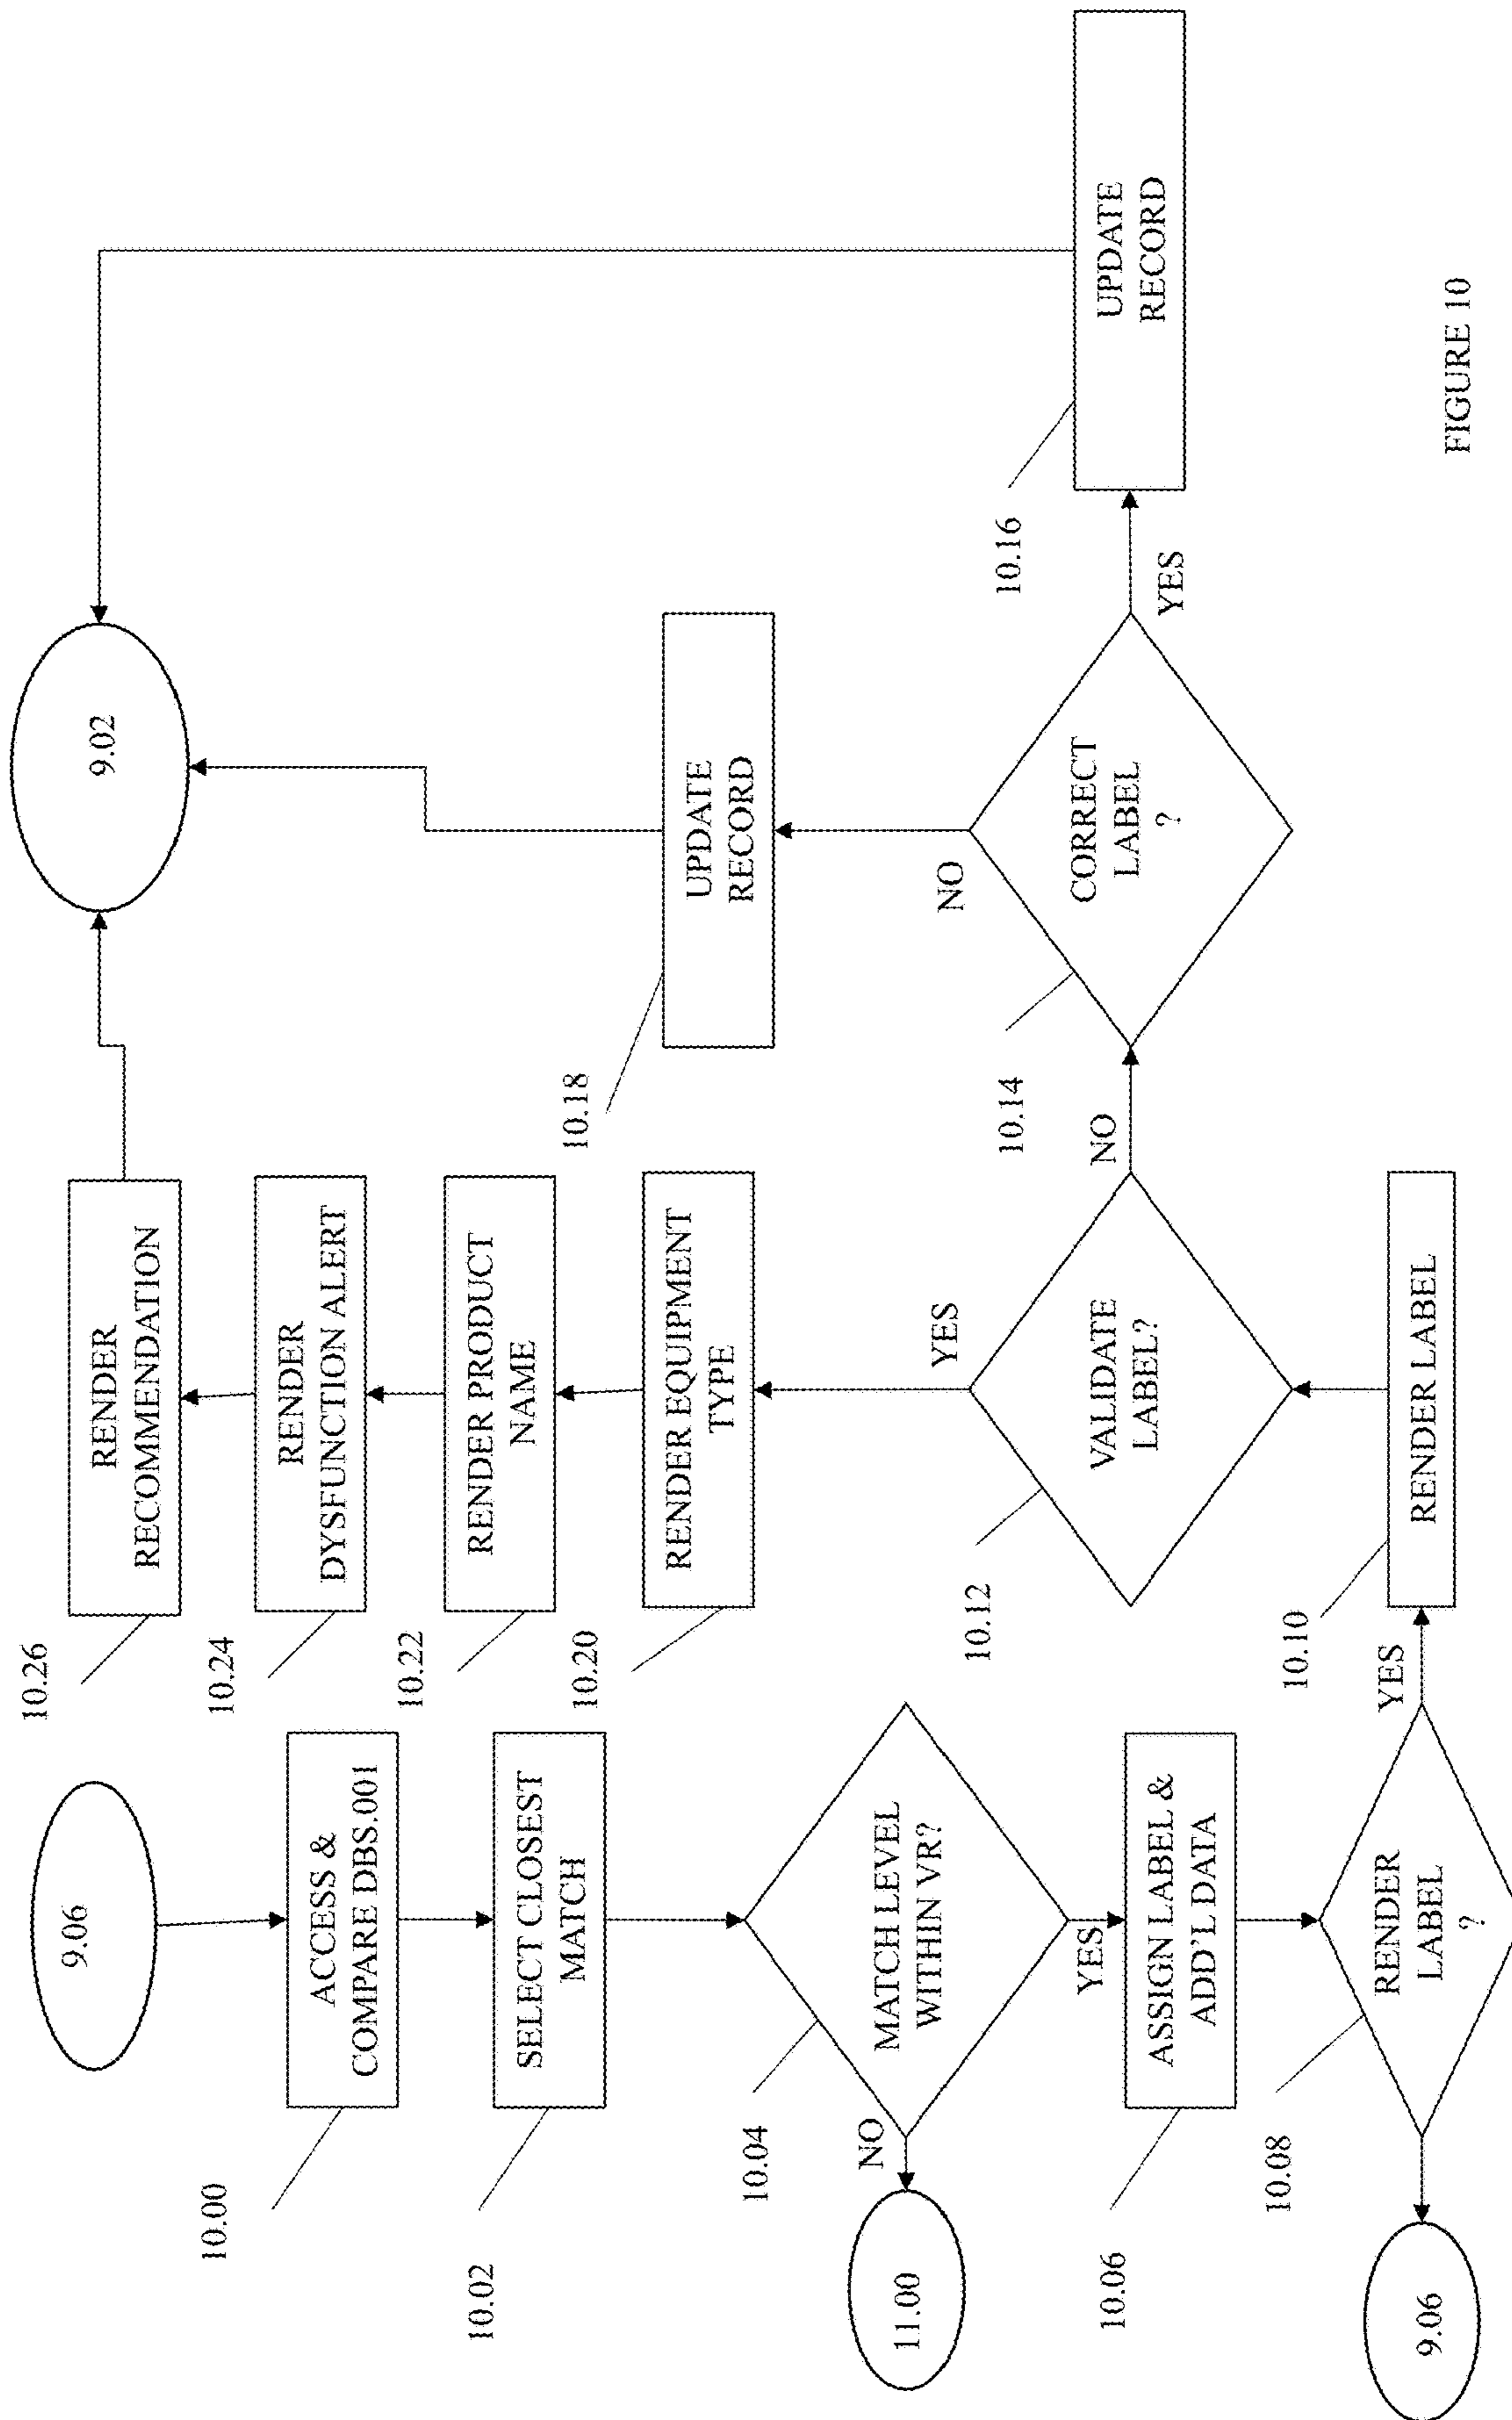 9.06
10.00
ACCESS &
COMPARE DBS.001
10.02
SELECT CLOSEST
MATCH
10.04
MATCH LEVEL
WITHIN VR?
NO
11.00
YES
10.06
ASSIGN LABEL &
ADD'L DATA
10.08
RENDER
LABEL
?
9.06
YES
10.10
RENDER LABEL
10.12
VALIDATE
LABEL?
YES
10.20
RENDER EQUIPMENT
TYPE
10.22
RENDER PRODUCT
NAME
10.24
RENDER
DYSFUNCTION ALERT
10.26
RENDER
RECOMMENDATION
NO
10.14
CORRECT
LABEL
?
NO
10.18
UPDATE
RECORD
9.02
YES
10.16
UPDATE
RECORD
FIGURE 10